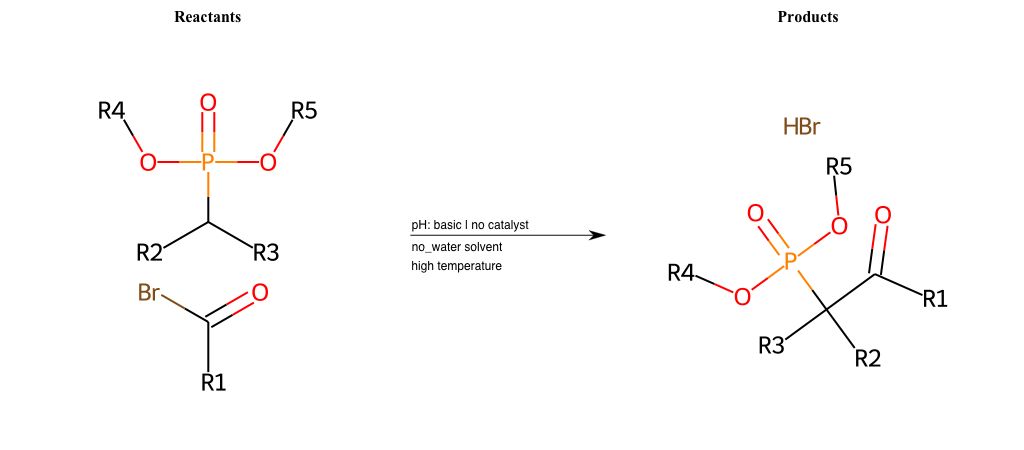 Reactants
Products
R4
O
R5
O
P
O
R2
R3
Br
O
R1
pH: basic | no catalyst
no_water solvent
high temperature
HBr
R5
O
O
O
P
R4
O
R1
R3
R2